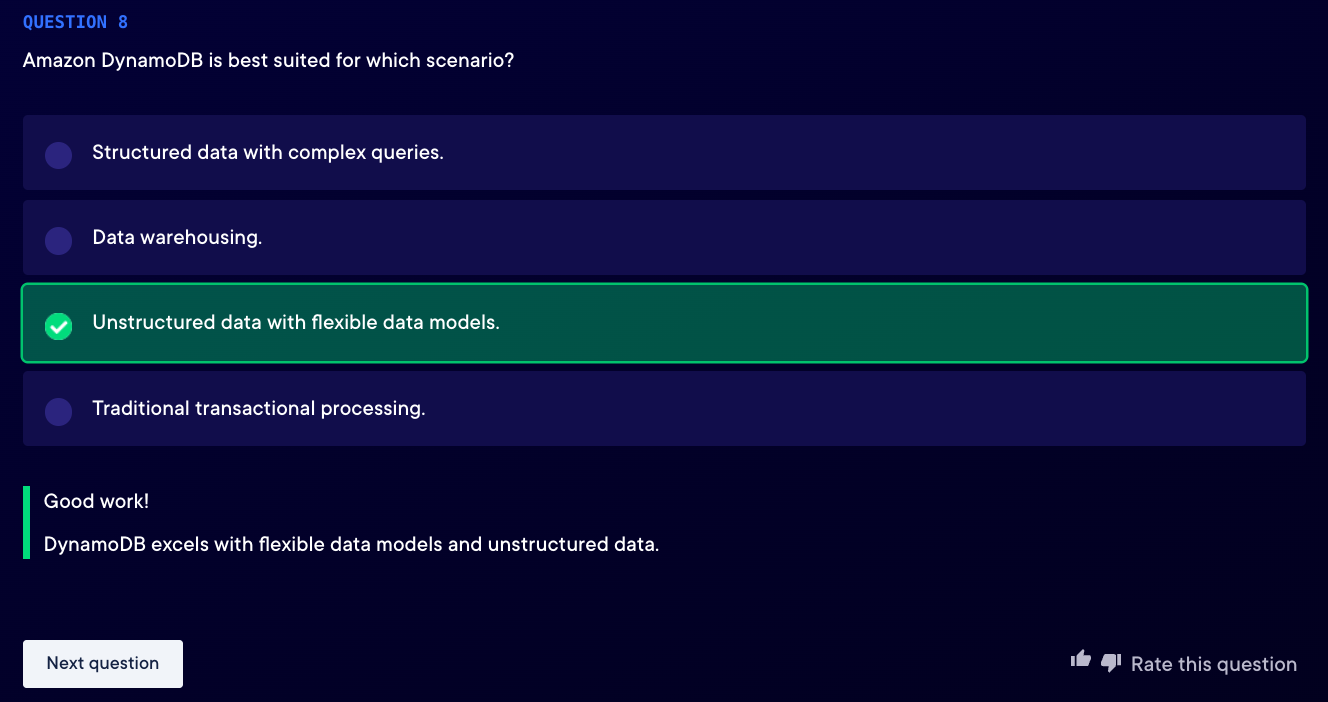 QUESTION 8
Amazon DynamoDB is best suited for which scenario?
Structured data with complex queries.
Data warehousing.
Unstructured data with flexible data models.
Traditional transactional processing.
Good work!
DynamoDB excels with flexible data models and unstructured data.
Next question
Rate this question